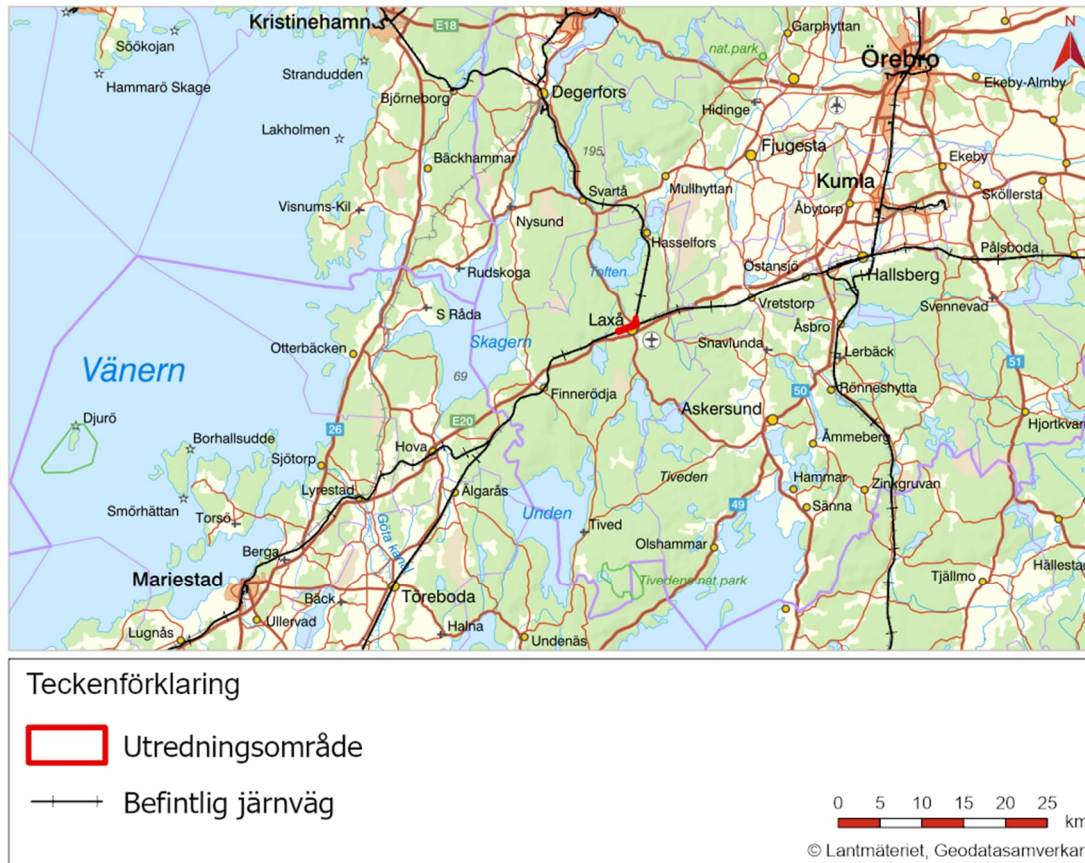 Kristinehamn
E18
Garphyttan
N
Söökojan
nat.park
Örebro
Strandudden
Hammarö Skage
Björneborg
Degerfors
Ekeby-Almby
Hidinge
Lakholmen
195
Fjugesta
Bäckhammar
Ekeby
Mullhyttan
Kumla
Sköllersta
Svartå
Visnums-Kil
Nysund
Åbytorp
Hasselfors
Pålsboda
Östansjö
Rudskoga
Toften
Hallsberg
Vretstorp
Svennevad
S Råda
Laxå
Åsbro
Skagern
Snavlunda
Otterbäcken
Lerbäck
Vänern
69
51
Rönneshytta
50
Finnerödja
Askersund
Djurö
E20
Hjortkvarn
26
Hova
Åmmeberg
Borhallsudde
Sjötorp
Tiveden
Hammar
Zinkgruvan
Lyrestad
Älgarås
49
Smörhättan
Sänna
Torsö
Unden
Göta kanal
Tived
Olshammar
Berga
Mariestad
Tivedens nat.park
Tjällmo
Hällestad
Bäck
Töreboda
Ullervad
Lugnås
Halna
Undenäs
Teckenförklaring
Utredningsområde
Befintlig järnväg
0 5 10 15 20 25
km
© Lantmäteriet, Geodatasamverkan